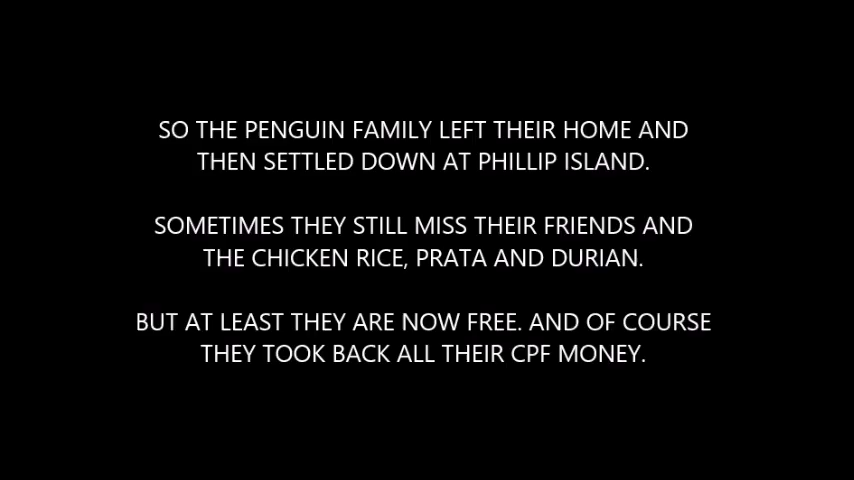 SO THE PENGUIN FAMILY LEFT THEIR HOME AND
THEN SETTLED DOWN AT PHILLIP ISLAND.
SOMETIMES THEY STILL MISS THEIR FRIENDS AND
THE CHICKEN RICE, PRATA AND DURIAN.
BUT AT LEAST THEY ARE NOW FREE. AND OF COURSE
THEY TOOK BACK ALL THEIR CPF MONEY.